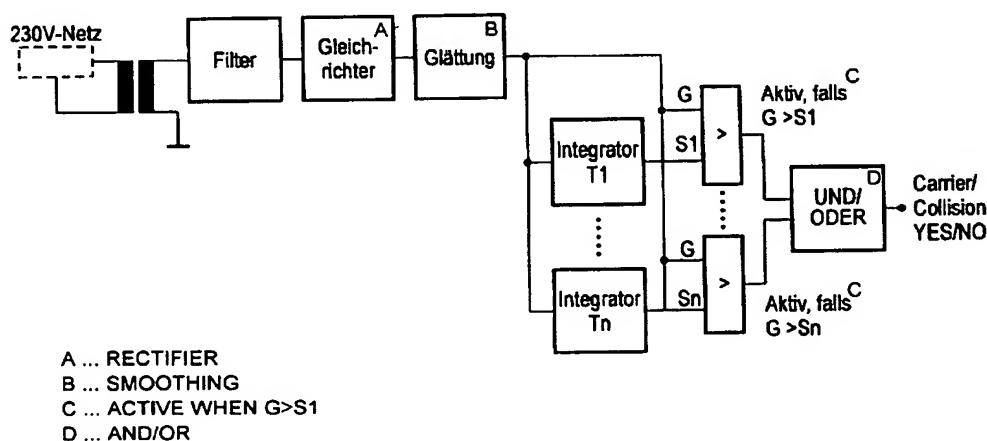 230V-Netz
Filter
A
Gleich-
richter
B
Glättung
G
S1
>
C
Aktiv, falls
G >S1
Integrator
T1
D
UND/
ODER
Carrier/
Collision
YES/NO
G
Sn
>
C
Aktiv, falls
G >Sn
Integrator
Tn
A ... RECTIFIER
B ... SMOOTHING
C ... ACTIVE WHEN G>S1
D ... AND/OR